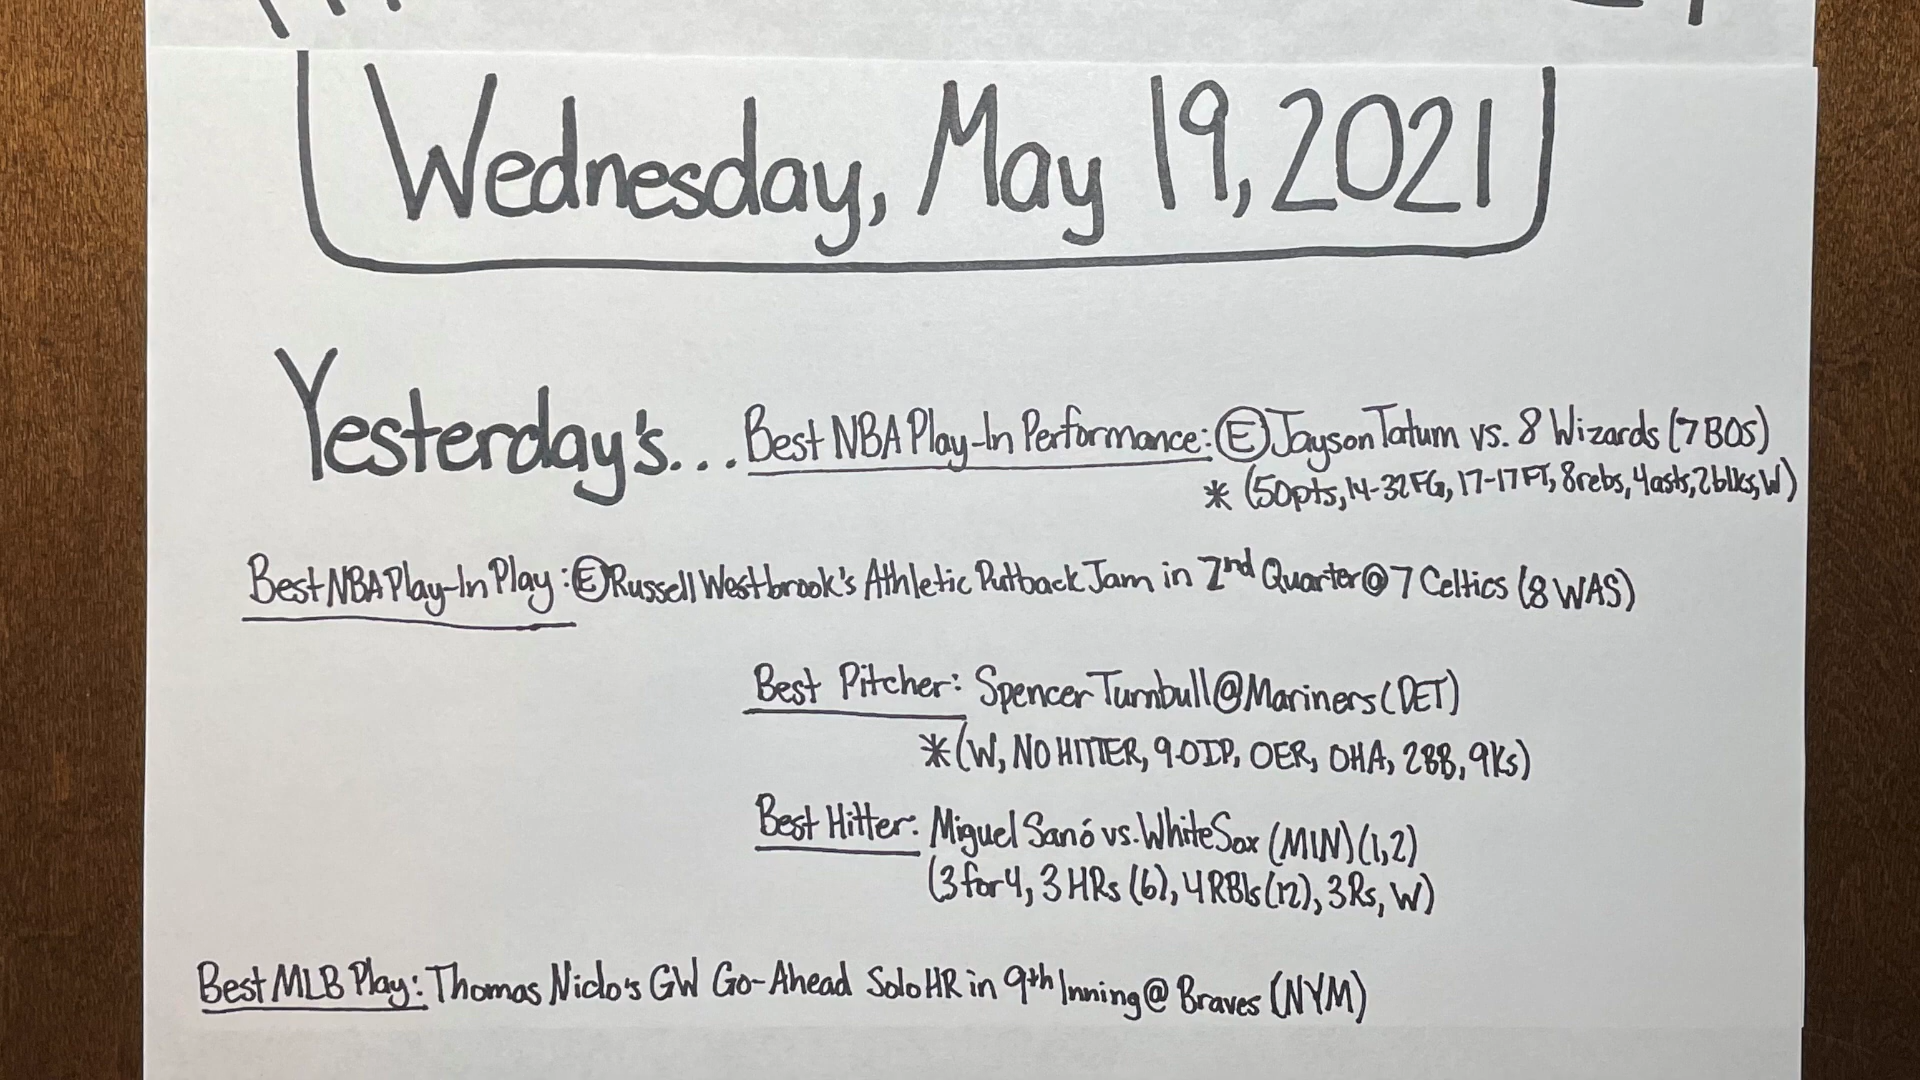 Wednesday, May 19, 2021
Yesterday's... Best NBA Play-In Performance: Ⓔ Jayson Tatum vs. 8 Wizards (7 BOS)
* (50pts, 14-32 FG, 17-17 FT, 8rebs, 4asts, 2blks, W)
Best NBA Play-In Play: Ⓔ Russell Westbrook's Athletic Putback Jam in 2nd Quarter @ 7 Celtics (8 WAS)
Best Pitcher: Spencer Turnbull @ Mariners (DET)
* (W, NO HITTER, 9.0IP, 0ER, 0HA, 2BB, 9Ks)
Best Hitter: Miguel Sanó vs. White Sox (MIN) (1,2)
(3 for 4, 3 HRs (6), 4 RBIs (12), 3Rs, W)
Best MLB Play: Thomas Nido's GW Go-Ahead Solo HR in 9th Inning @ Braves (NYM)